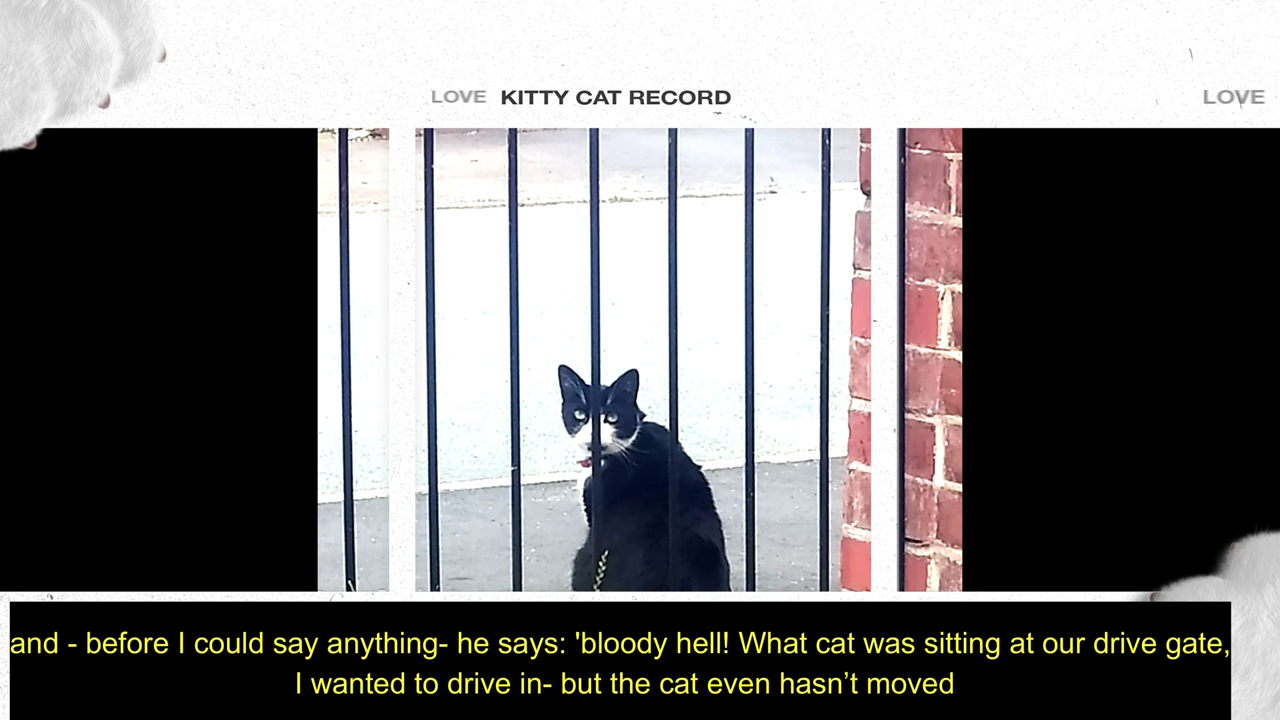 LOVE KITTY CAT RECORD LOVE
and - before I could say anything- he says: 'bloody hell! What cat was sitting at our drive gate,
I wanted to drive in- but the cat even hasn’t moved